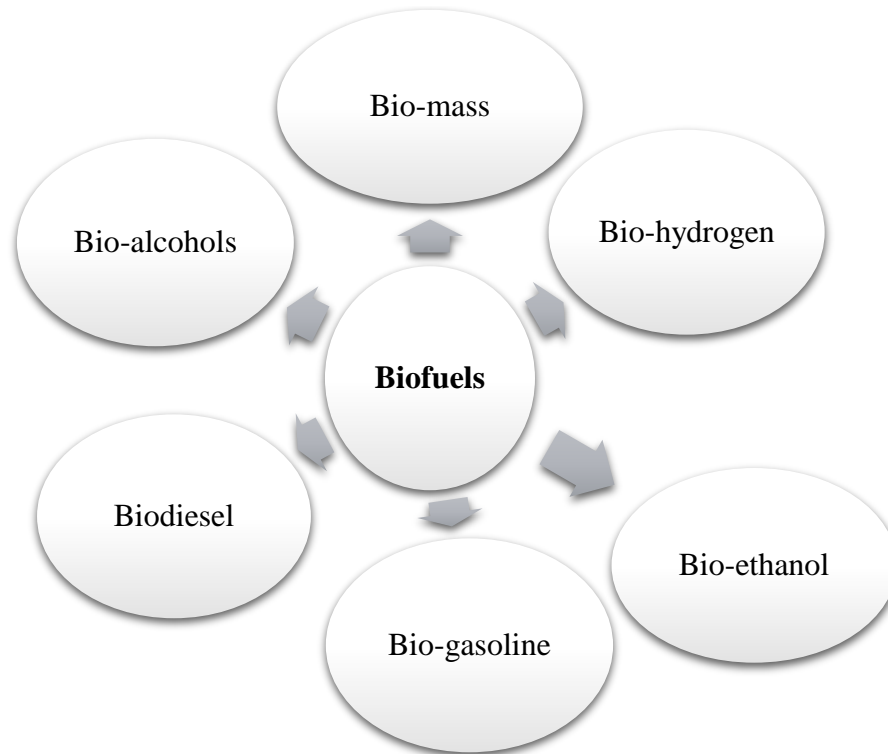 Bio-mass
Bio-alcohols
Bio-hydrogen
Biofuels
Biodiesel
Bio-ethanol
Bio-gasoline